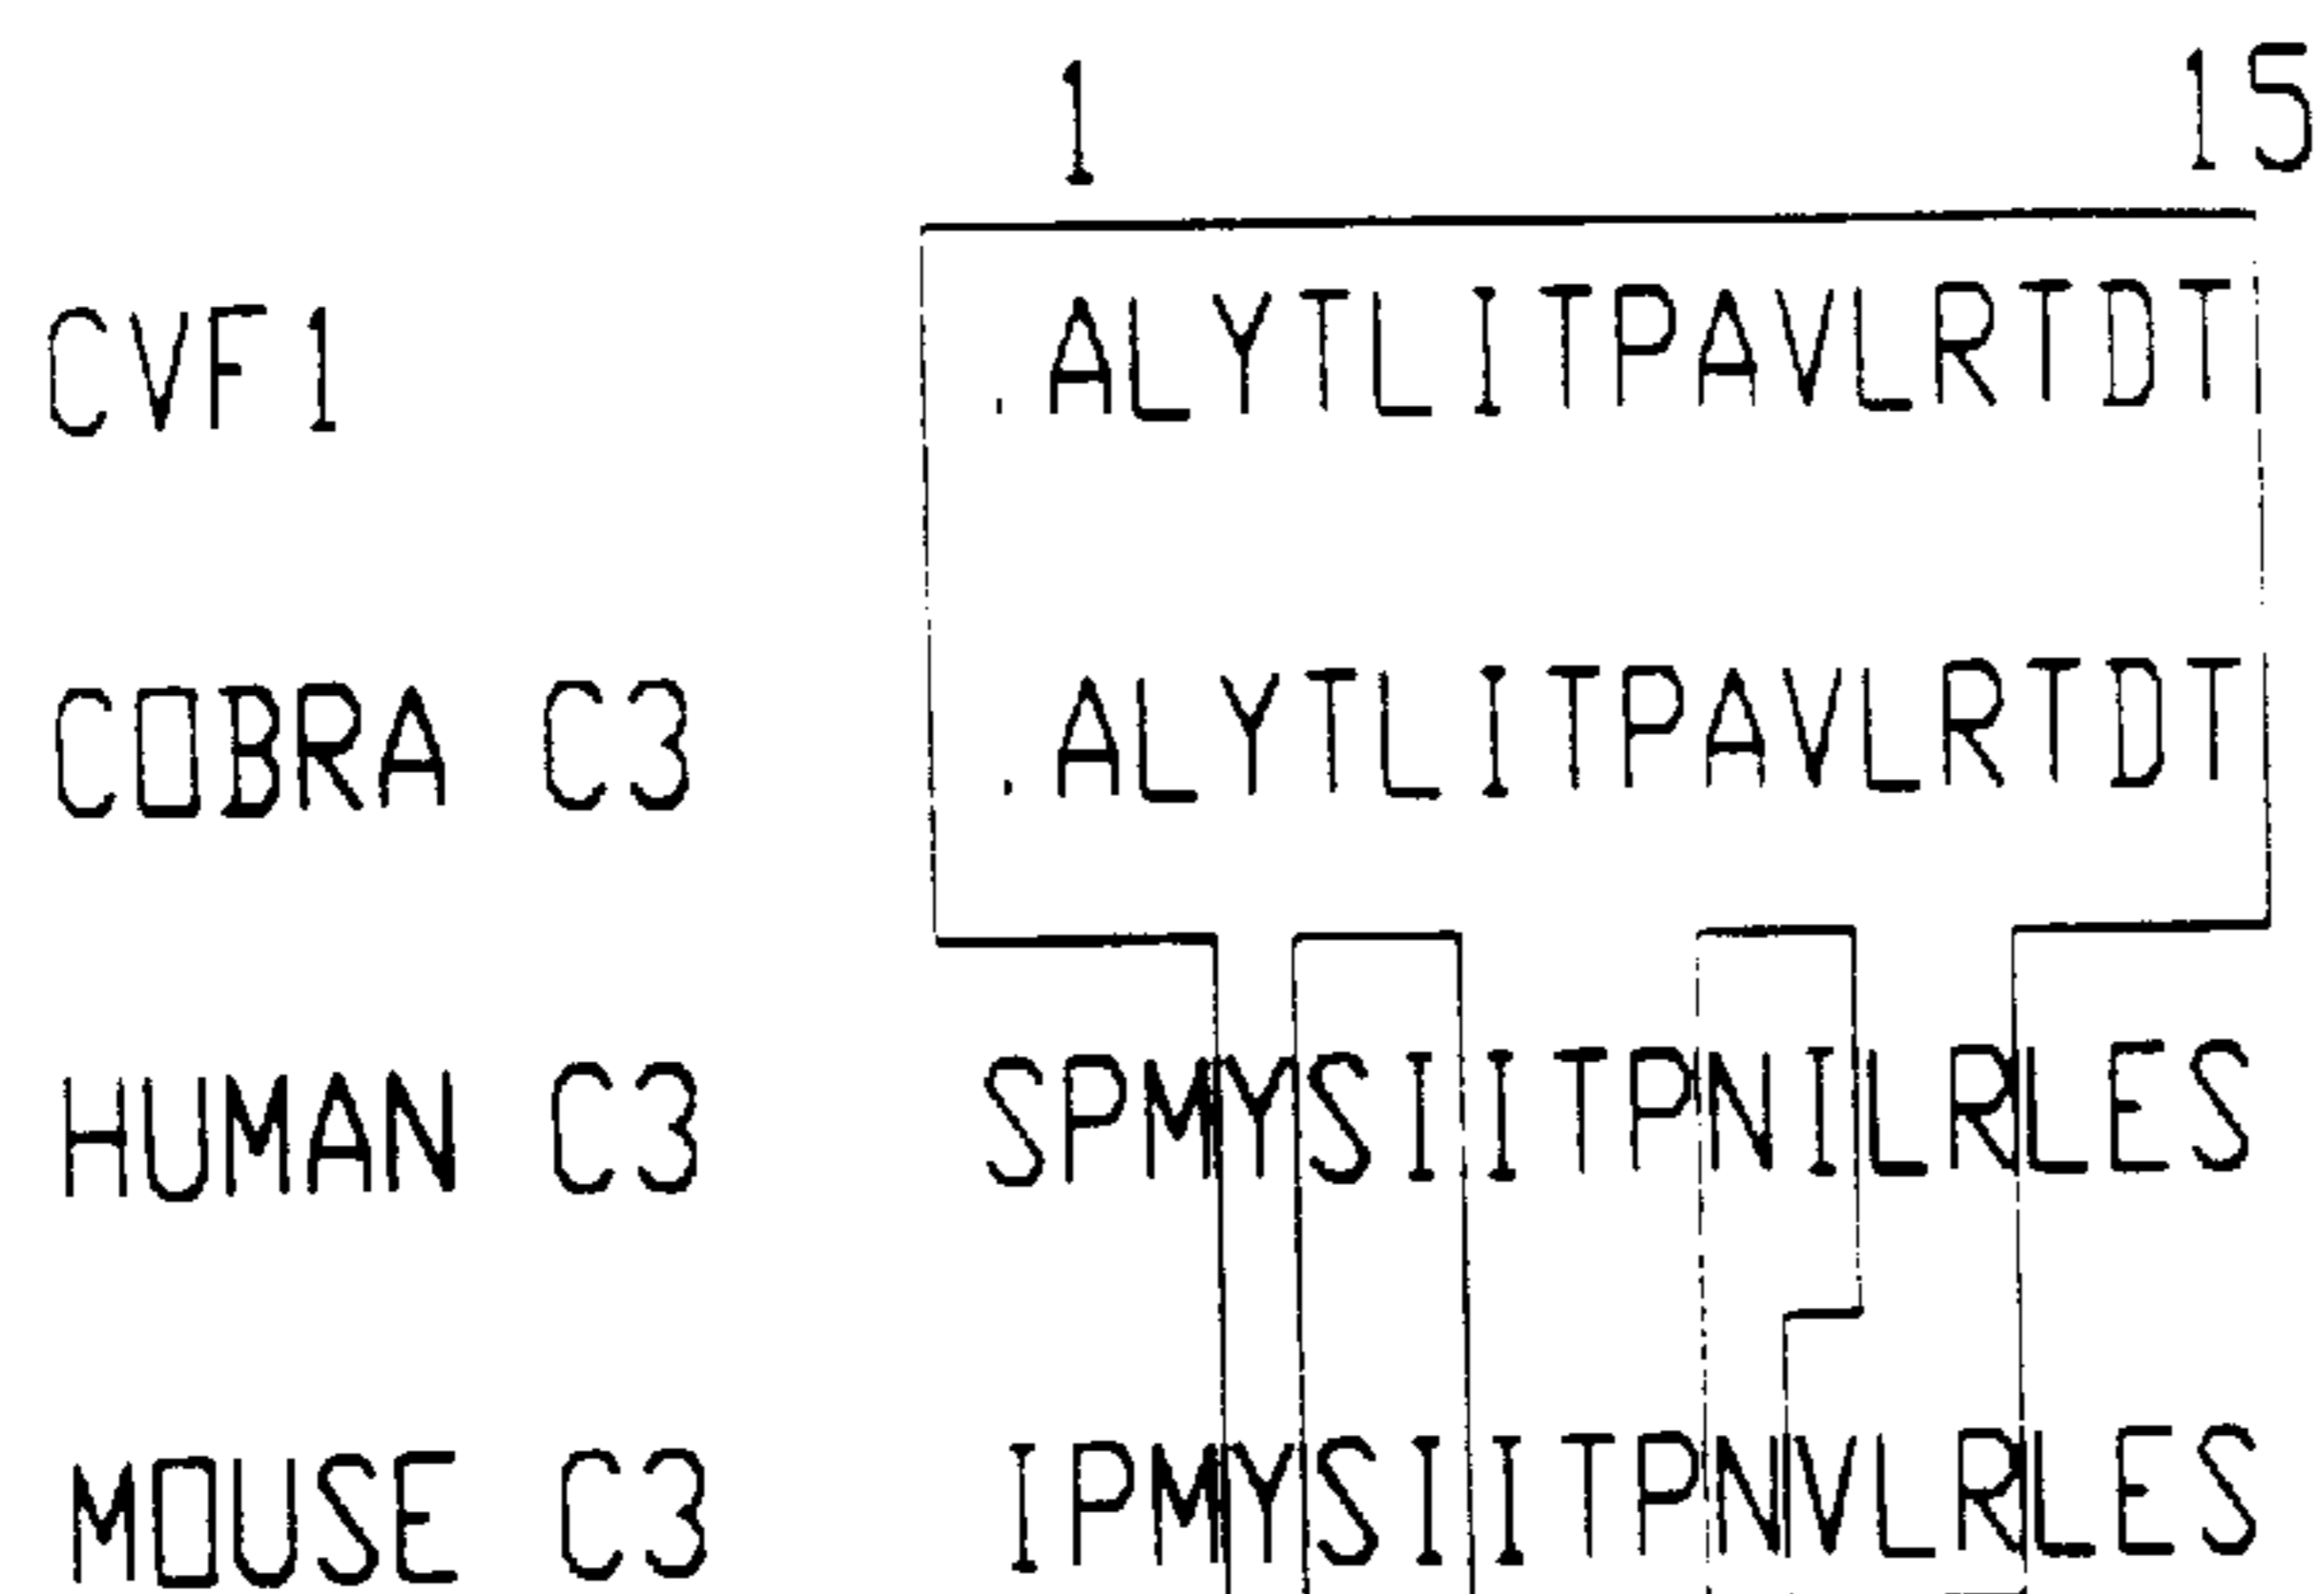 1 15
CVF1 .ALYTLITPAVLRTDT
COBRA C3 .ALYTLITPAVLRTDT
HUMAN C3 SPMYSIITPNILRLES
MOUSE C3 IPMYSIITPNVLRLES